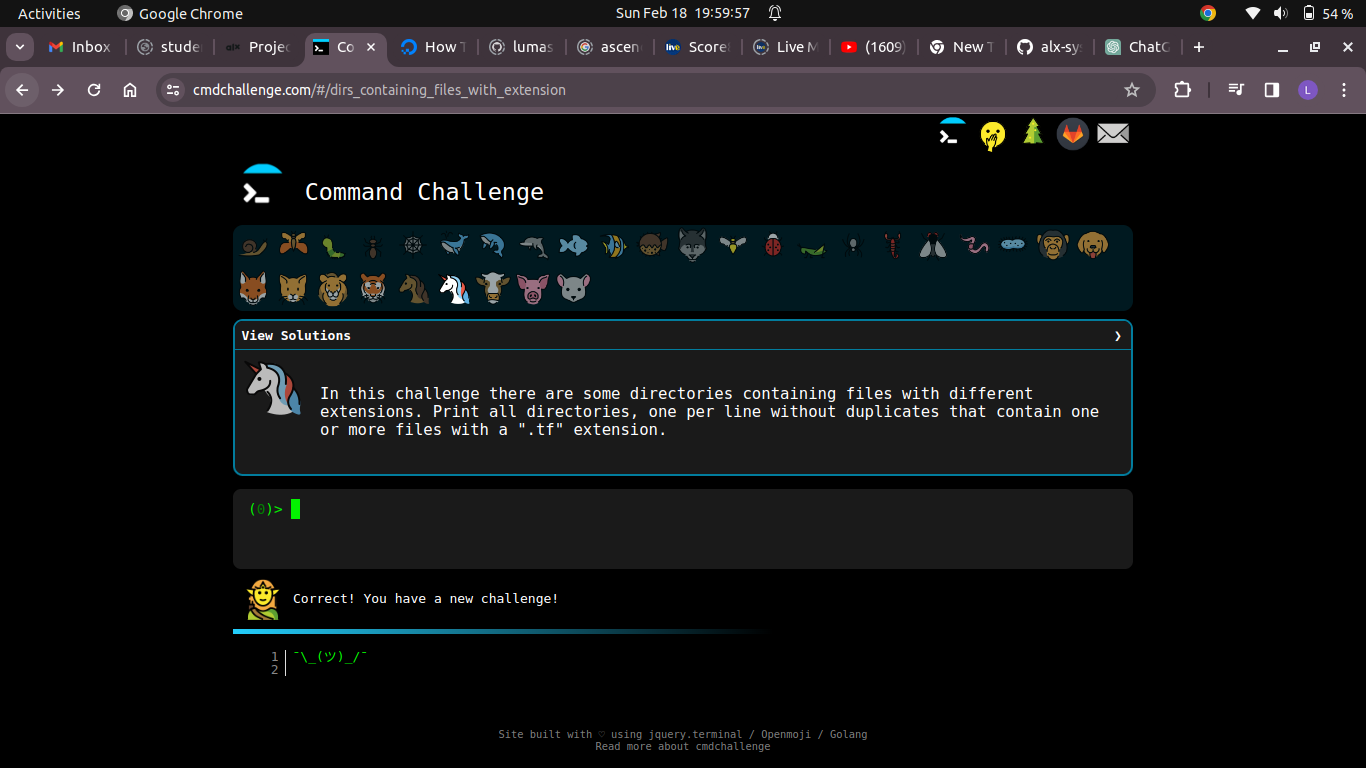 Activities
Google Chrome
Sun Feb 18 19:59:57
54 %
Inbox
stude
Projec
Co
How T
lumas
ascen
Score
Live M
(1609)
New T
alx-sy
ChatG
cmdchallenge.com/#/dirs_containing_files_with_extension
L
Command Challenge
View Solutions
In this challenge there are some directories containing files with different
extensions. Print all directories, one per line without duplicates that contain one
or more files with a ".tf" extension.
(0)>
Correct! You have a new challenge!
1 ¯\_(ツ)_/¯
2
Site built with ♡ using jquery.terminal / Openmoji / Golang
Read more about cmdchallenge